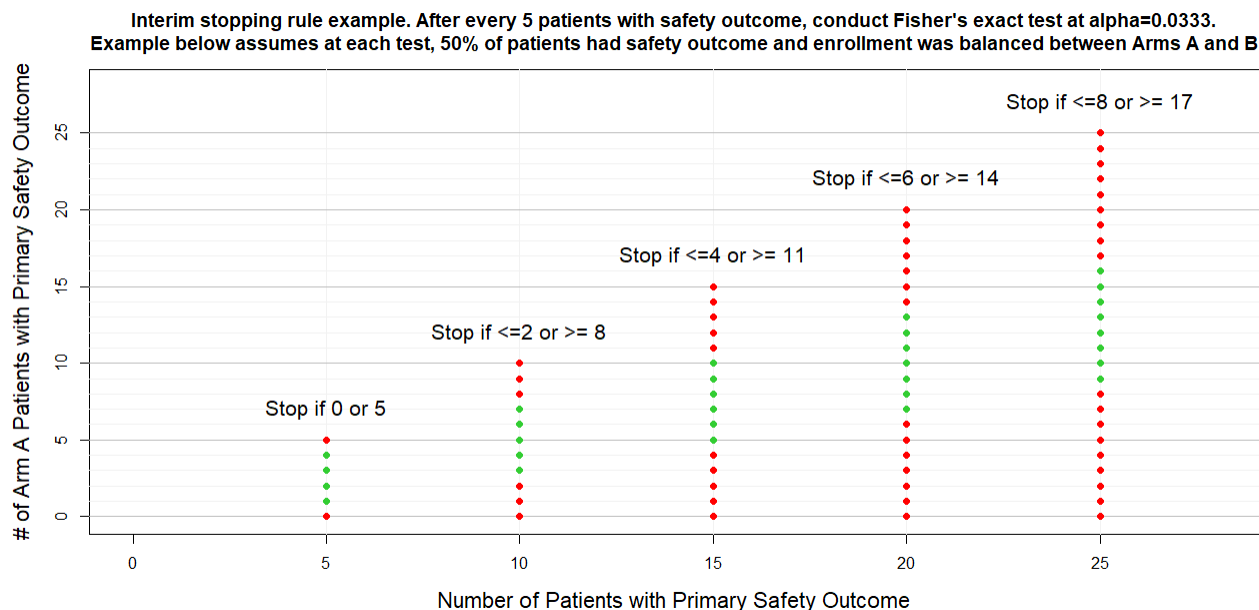 Interim stopping rule example. After every 5 patients with safety outcome, conduct Fisher's exact test at alpha=0.0333.
Example below assumes at each test, 50% of patients had safety outcome and enrollment was balanced between Arms A and B
# of Arm A Patients with Primary Safety Outcome
25
20
15
10
5
0
Stop if 0 or 5
Stop if <=2 or >= 8
Stop if <=4 or >= 11
Stop if <=6 or >= 14
Stop if <=8 or >= 17
0 5 10 15 20 25
Number of Patients with Primary Safety Outcome